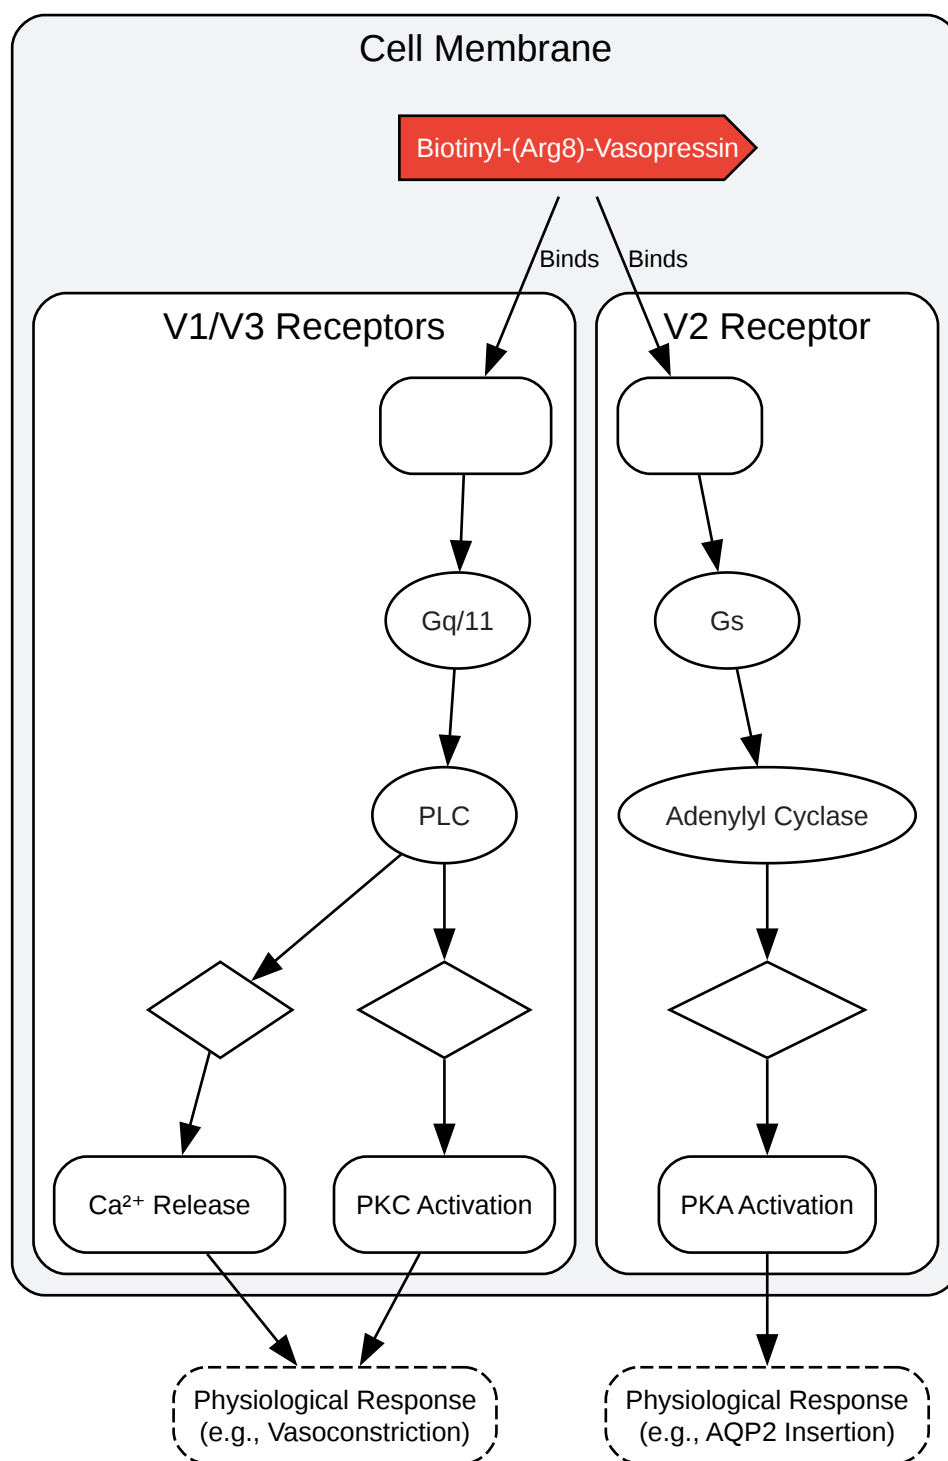 Cell Membrane
Biotinyl-(Arg8)-Vasopressin
Binds
Binds
V1/V3 Receptors
V2 Receptor
Gq/11
Gs
PLC
Adenylyl Cyclase
Ca²⁺ Release
PKC Activation
PKA Activation
Physiological Response
(e.g., Vasoconstriction)
Physiological Response
(e.g., AQP2 Insertion)